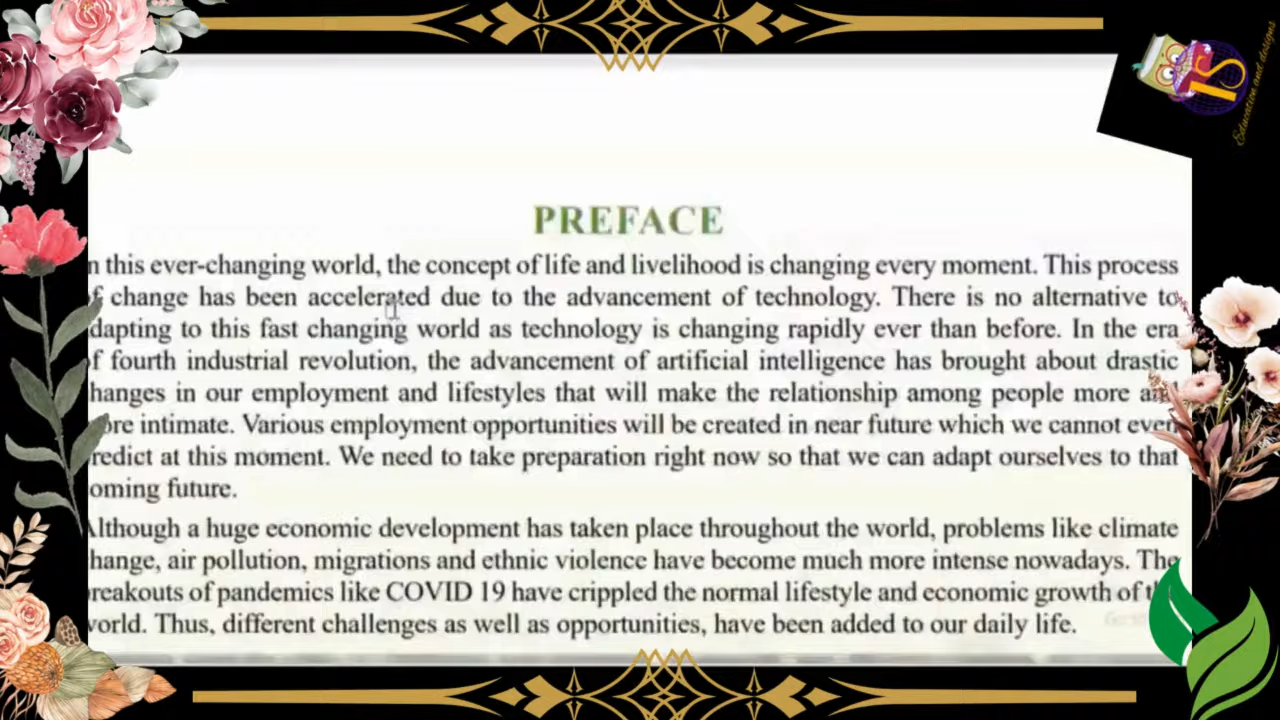 PREFACE
n this ever-changing world, the concept of life and livelihood is changing every moment. This process
f change has been accelerated due to the advancement of technology. There is no alternative to
dapting to this fast changing world as technology is changing rapidly ever than before. In the era
f fourth industrial revolution, the advancement of artificial intelligence has brought about drastic
hanges in our employment and lifestyles that will make the relationship among people more an
ore intimate. Various employment opportunities will be created in near future which we cannot even
redict at this moment. We need to take preparation right now so that we can adapt ourselves to that
oming future.
Although a huge economic development has taken place throughout the world, problems like climate
hange, air pollution, migrations and ethnic violence have become much more intense nowadays. The
reakouts of pandemics like COVID 19 have crippled the normal lifestyle and economic growth of t
world. Thus, different challenges as well as opportunities, have been added to our daily life.
IS
Education and designs